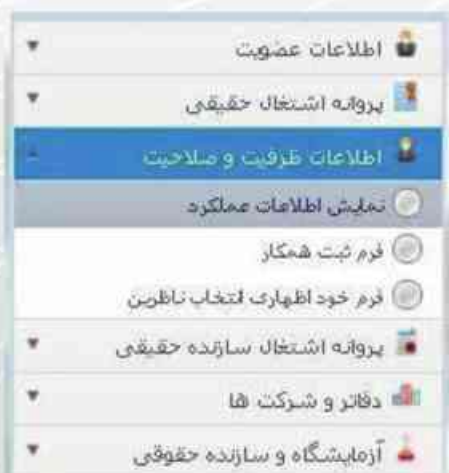 اطلاعات عضویت
پروانه اشتغال حقیقی
اطلاعات ظرفیت و صلاحیت
نمایش اطلاعات عملکرد
فرم ثبت همکار
فرم خود اظهاری انتخاب ناظرین
پروانه اشتغال سازنده حقیقی
دفاتر و شرکت ها
آزمایشگاه و سازنده حقوقی